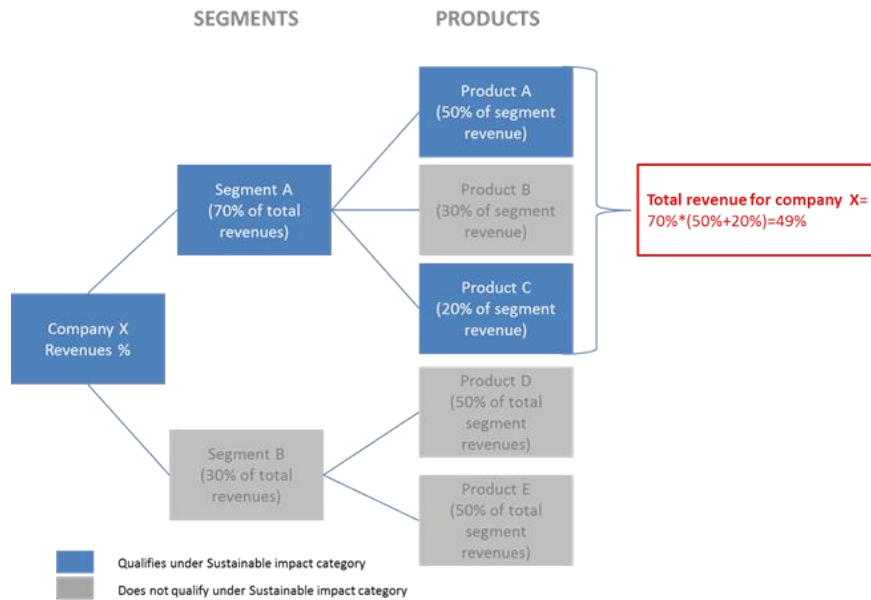 SEGMENTS
PRODUCTS
Product A
(50% of segment
revenue)
Segment A
(70% of total
revenues)
Product B
(30% of segment
revenue)
Total revenue for company X=
70%*(50%+20%)=49%
Product C
(20% of segment
revenue)
Company X
Revenues %
Product D
(50% of total
segment
revenues)
Segment B
(30% of total
revenues)
Product E
(50% of total
segment
revenues)
Qualifies under Sustainable impact category
Does not qualify under Sustainable impact category